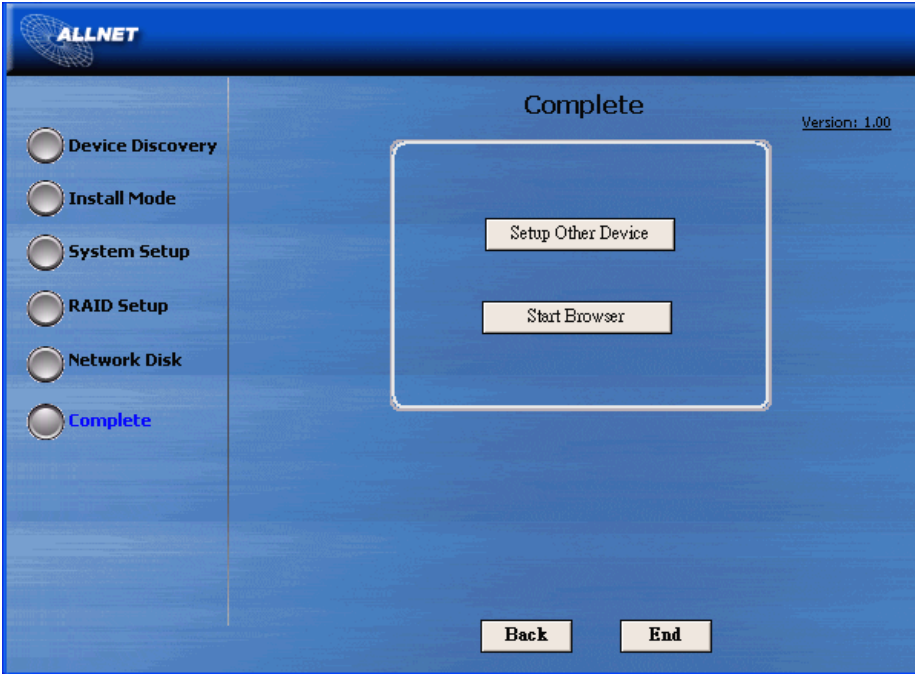 ALLNET
Complete
Version: 1.00
Device Discovery
Install Mode
System Setup
RAID Setup
Network Disk
Complete
Setup Other Device
Start Browser
Back
End